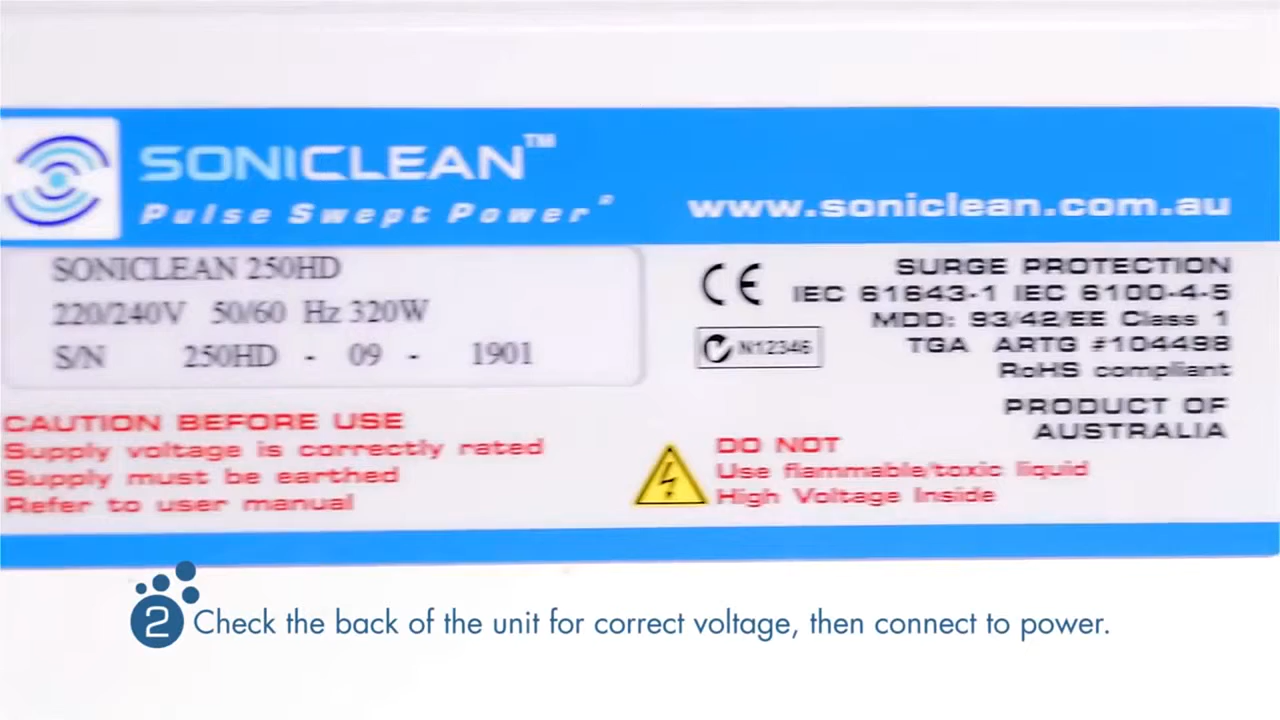 SONICLEAN™
Pulse Swept Power
www.soniclean.com.au
SONICLEAN 250HD
220/240V 50/60 Hz 320W
S/N 250HD - 09 - 1901
CE
N12346
SURGE PROTECTION
IEC 61643-1 IEC 6100-4-5
MDD: 93/42/EE Class 1
TGA ARTG #104498
RoHS compliant
PRODUCT OF
AUSTRALIA
CAUTION BEFORE USE
Supply voltage is correctly rated
Supply must be earthed
Refer to user manual
DO NOT
Use flammable/toxic liquid
High Voltage Inside
2 Check the back of the unit for correct voltage, then connect to power.